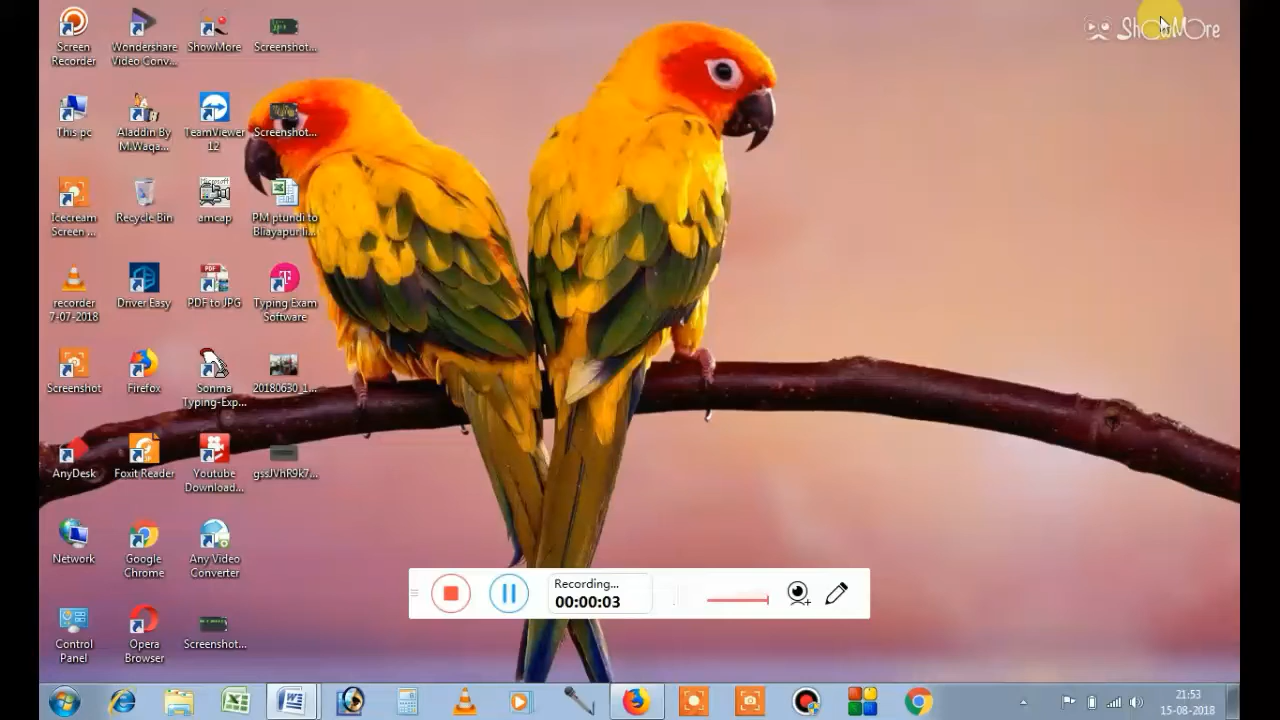 ShowMore
Screen
Recorder
Wondershare
Video Conv...
ShowMore
Screenshot...
This pc
Aladdin By
M.Waqa...
TeamViewer
12
Screenshot...
Icecream
Screen ...
Recycle Bin
Microsoft
amcap
PM ptundi to
recorder
7-07-2018
Driver Easy
PDF
PDF to JPG
T
Typing Exam
Software
Screenshot
Firefox
Sonma
Typing-Exp...
20180630_1...
AnyDesk
Foxit Reader
Youtube
Download...
gssJVhR9k7...
Network
Google
Chrome
Any Video
Converter
Control
Panel
Opera
Browser
Screenshot...
Recording...
00:00:03
21:53
15-08-2018